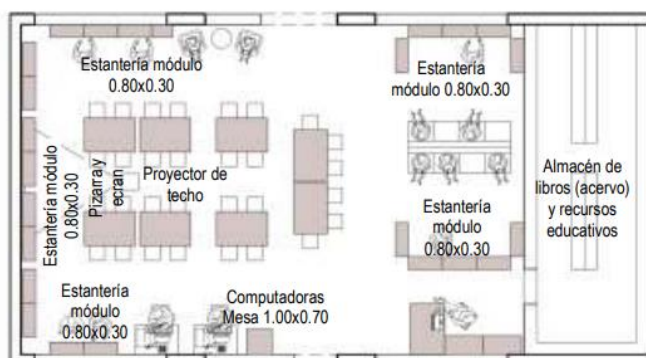 Estantería módulo
0.80x0.30
Estantería
módulo 0.80x0.30
Estantería módulo
0.80x0.30
Pizarra y
ecran
Proyector de
techo
Almacén de
libros (acervo)
y recursos
educativos
Estantería
módulo
0.80x0.30
Estantería
módulo
0.80x0.30
Computadoras
Mesa 1.00x0.70